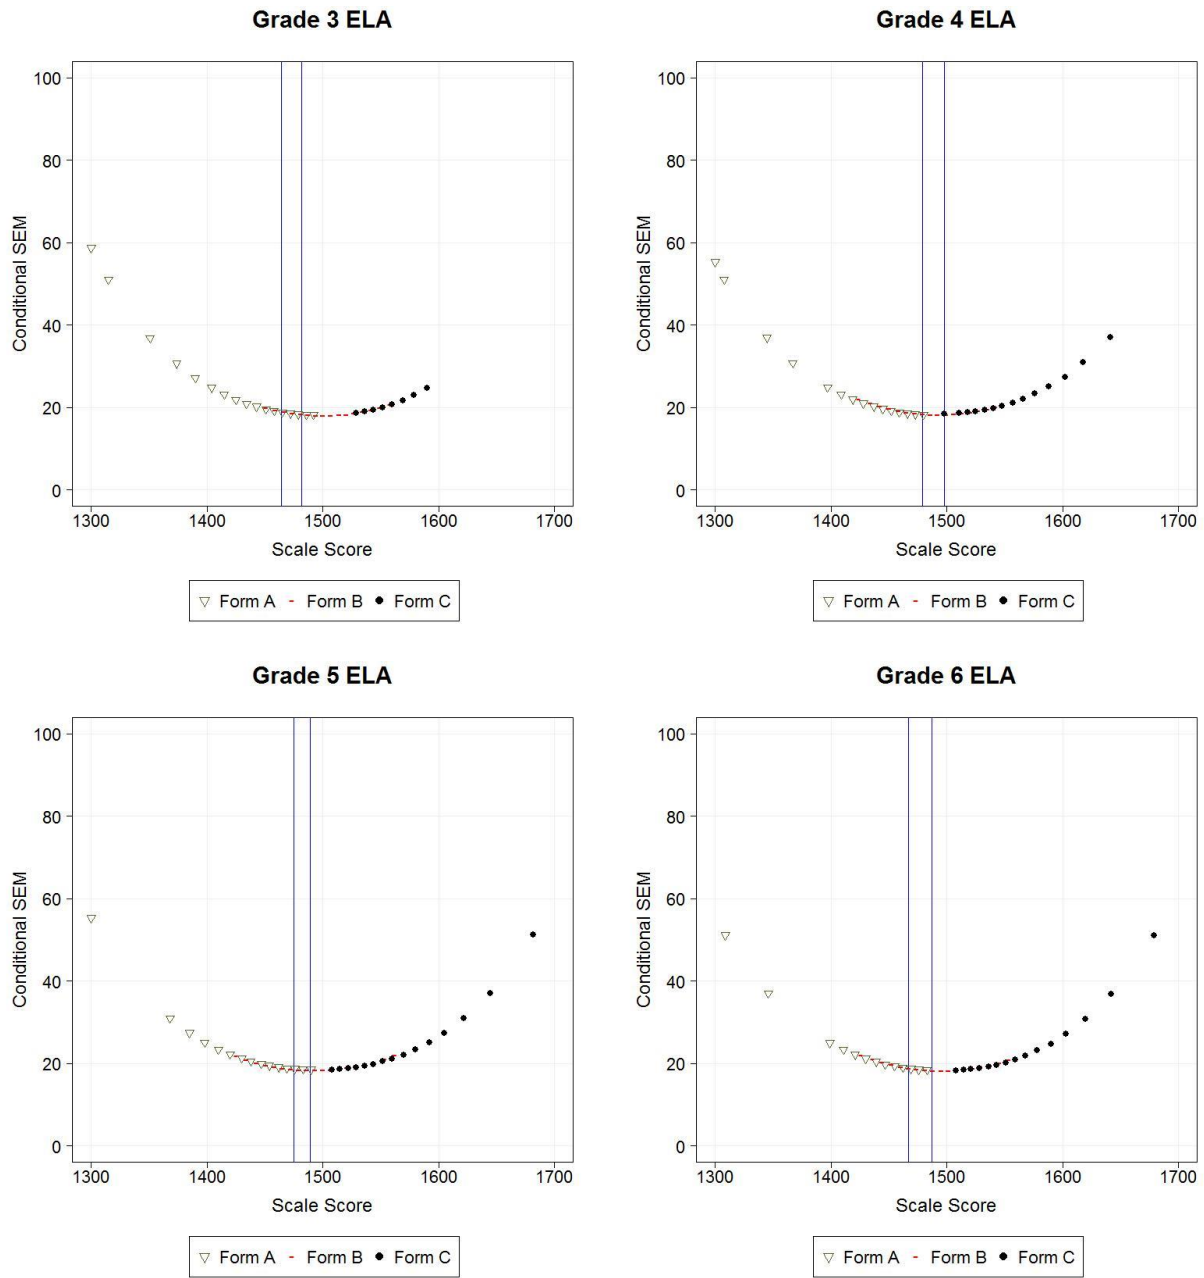 Grade 3 ELA
Conditional SEM
100
80
60
40
20
0
1300 1400 1500 1600 1700
Scale Score
Form A Form B Form C
Grade 4 ELA
Conditional SEM
100
80
60
40
20
0
1300 1400 1500 1600 1700
Scale Score
Form A Form B Form C
Grade 5 ELA
Conditional SEM
100
80
60
40
20
0
1300 1400 1500 1600 1700
Scale Score
Form A Form B Form C
Grade 6 ELA
Conditional SEM
100
80
60
40
20
0
1300 1400 1500 1600 1700
Scale Score
Form A Form B Form C